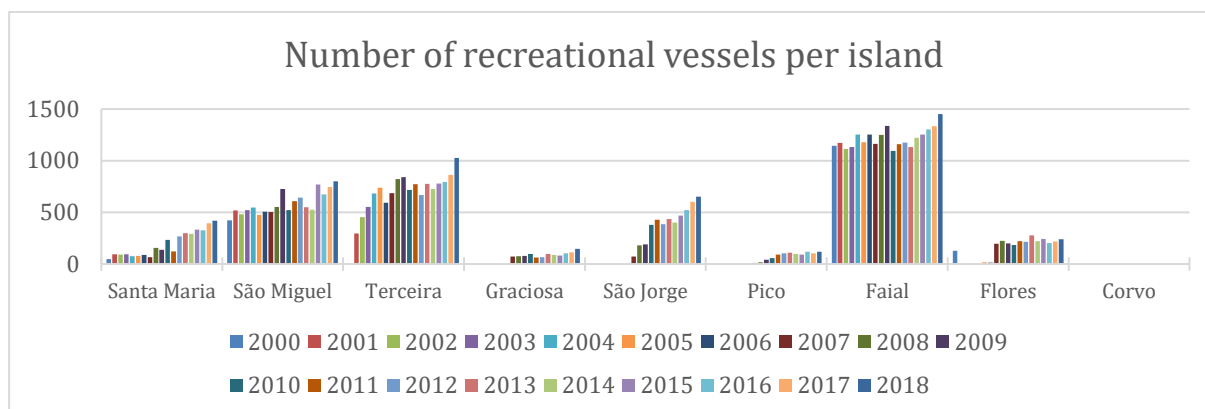 Number of recreational vessels per island
1500
1000
500
0
Santa Maria São Miguel Terceira Graciosa São Jorge Pico Faial Flores Corvo
2000 2001 2002 2003 2004 2005 2006 2007 2008 2009
2010 2011 2012 2013 2014 2015 2016 2017 2018